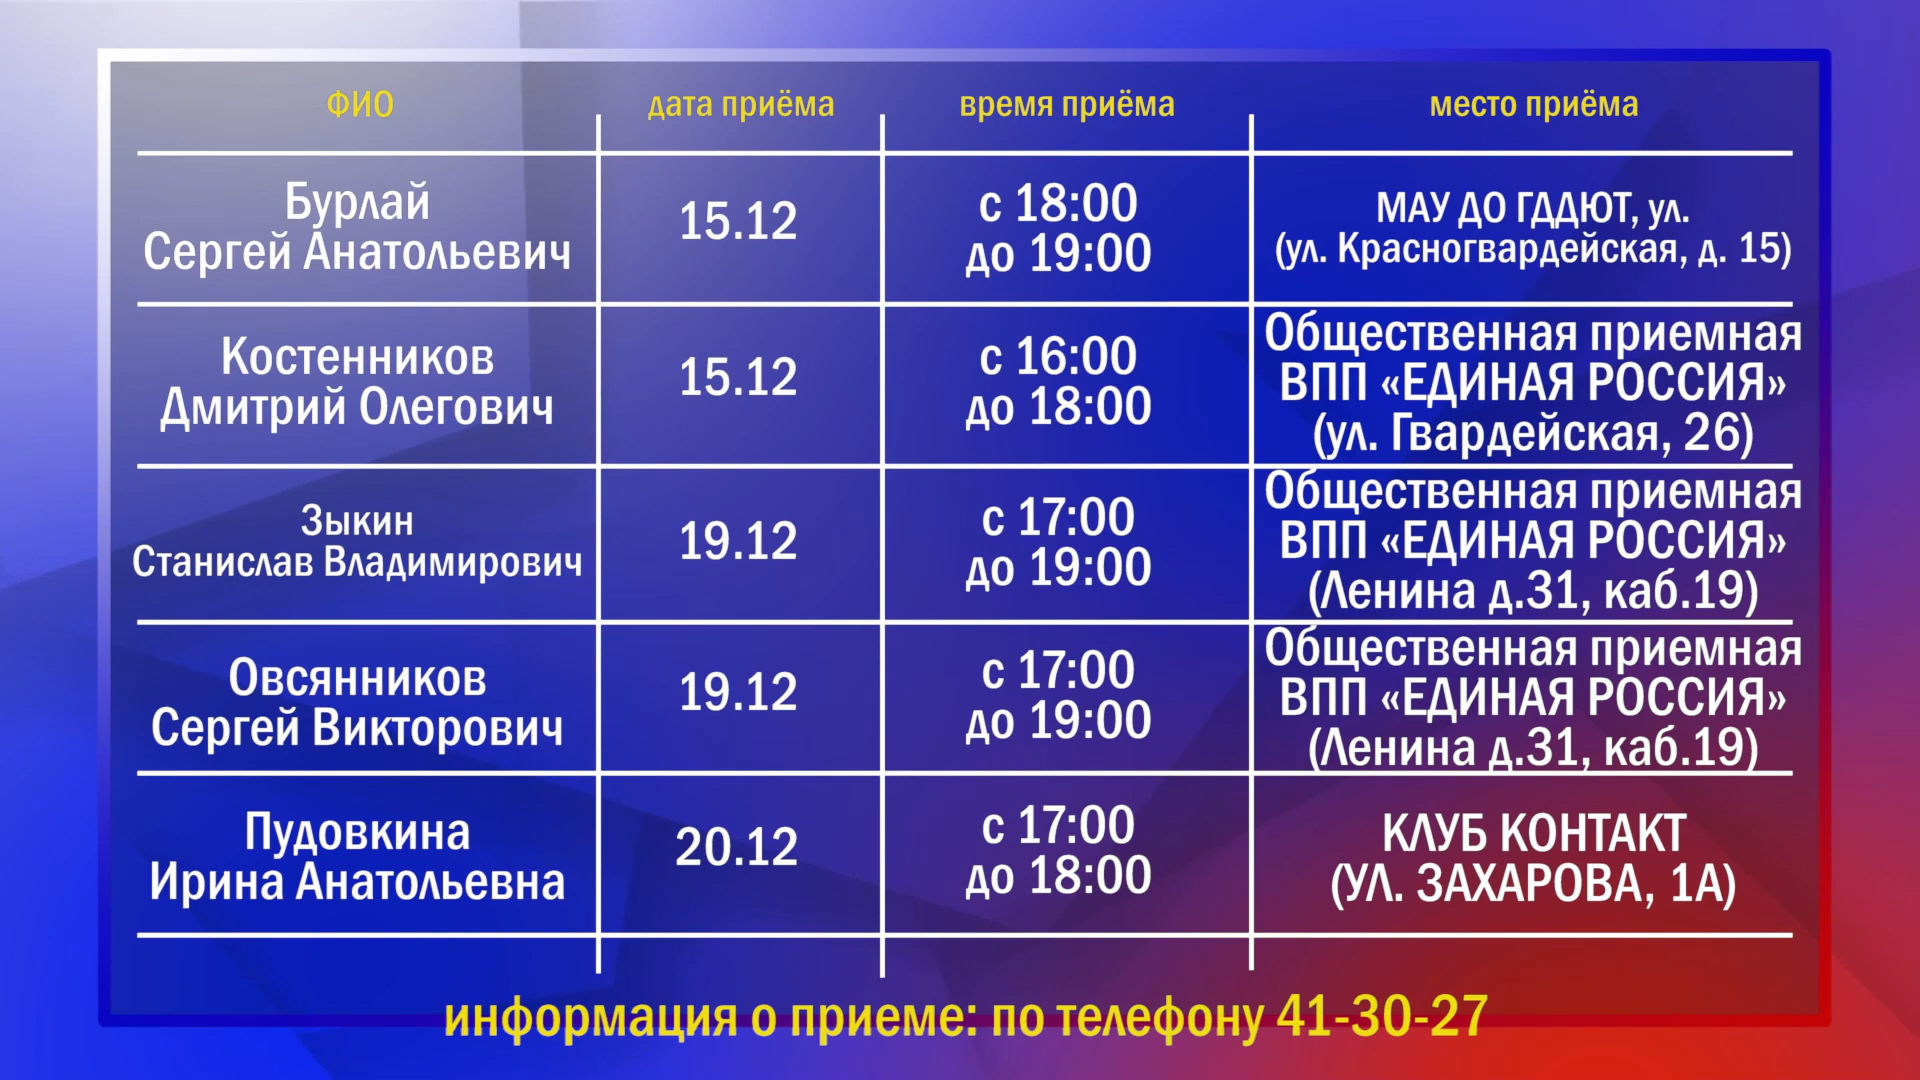 ФИО
дата приёма
время приёма
место приёма
Бурлай
Сергей Анатольевич
15.12
с 18:00
до 19:00
МАУ ДО ГДДЮТ, ул.
(ул. Красногвардейская, д. 15)
Костенников
Дмитрий Олегович
15.12
с 16:00
до 18:00
Общественная приемная
ВПП «ЕДИНАЯ РОССИЯ»
(ул. Гвардейская, 26)
Зыкин
Станислав Владимирович
19.12
с 17:00
до 19:00
Общественная приемная
ВПП «ЕДИНАЯ РОССИЯ»
(Ленина д.31, каб.19)
Овсянников
Сергей Викторович
19.12
с 17:00
до 19:00
Общественная приемная
ВПП «ЕДИНАЯ РОССИЯ»
(Ленина д.31, каб.19)
Пудовкина
Ирина Анатольевна
20.12
с 17:00
до 18:00
КЛУБ КОНТАКТ
(УЛ. ЗАХАРОВА, 1А)
информация о приеме: по телефону 41-30-27